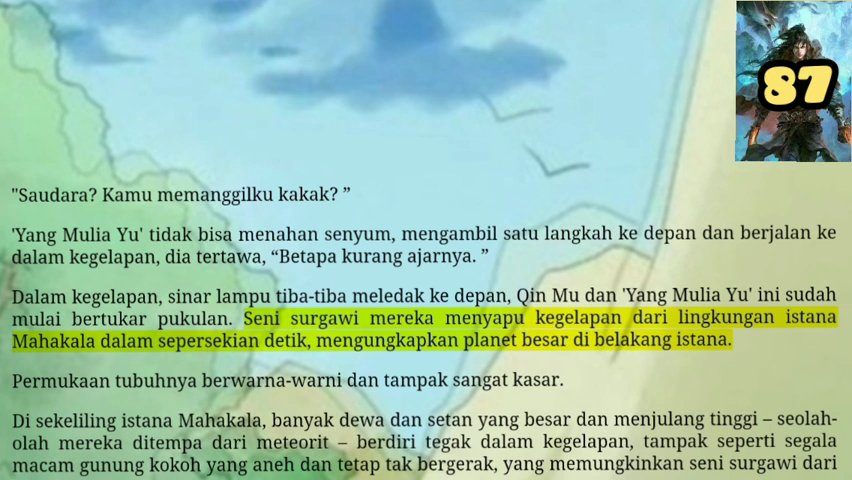 87
"Saudara? Kamu memanggilku kakak? ”
'Yang Mulia Yu' tidak bisa menahan senyum, mengambil satu langkah ke depan dan berjalan ke
dalam kegelapan, dia tertawa, “Betapa kurang ajarnya. ”
Dalam kegelapan, sinar lampu tiba-tiba meledak ke depan, Qin Mu dan 'Yang Mulia Yu' ini sudah
mulai bertukar pukulan. Seni surgawi mereka menyapu kegelapan dari lingkungan istana
Mahakala dalam sepersekian detik, mengungkapkan planet besar di belakang istana.
Permukaan tubuhnya berwarna-warni dan tampak sangat kasar.
Di sekeliling istana Mahakala, banyak dewa dan setan yang besar dan menjulang tinggi – seolah-
olah mereka ditempa dari meteorit – berdiri tegak dalam kegelapan, tampak seperti segala
macam gunung kokoh yang aneh dan tetap tak bergerak, yang memungkinkan seni surgawi dari